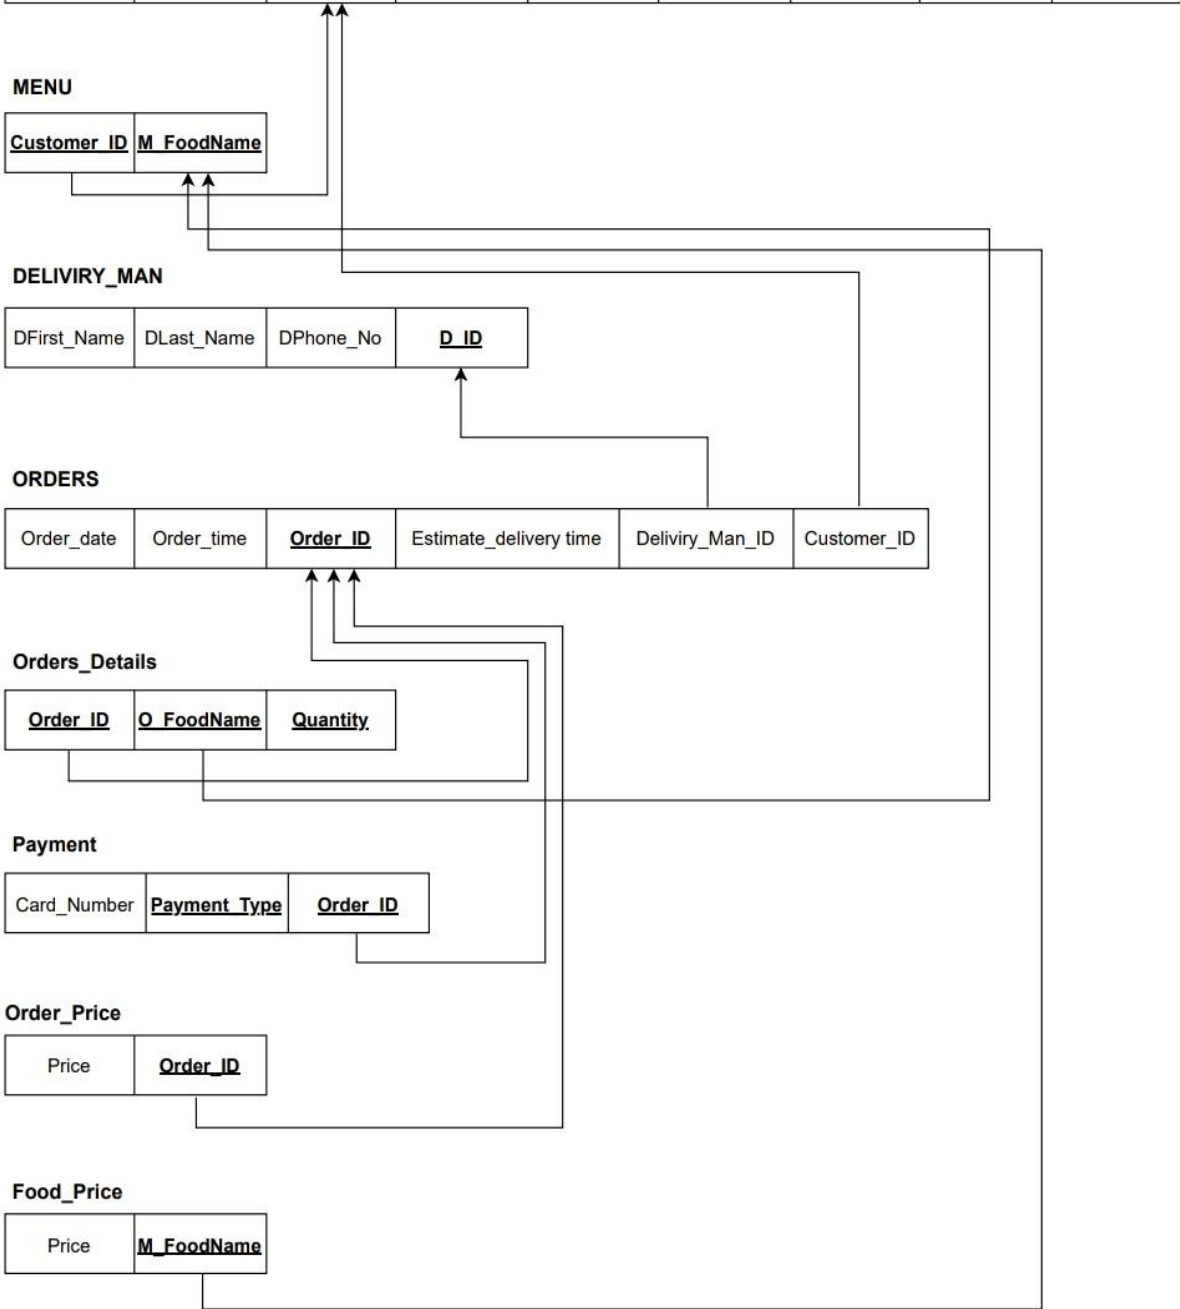 MENU
Customer_ID M_FoodName
DELIVIRY_MAN
DFirst_Name DLast_Name DPhone_No D_ID
ORDERS
Order_date Order_time Order_ID Estimate_delivery time Deliviry_Man_ID Customer_ID
Orders_Details
Order_ID O_FoodName Quantity
Payment
Card_Number Payment_Type Order_ID
Order_Price
Price Order_ID
Food_Price
Price M_FoodName